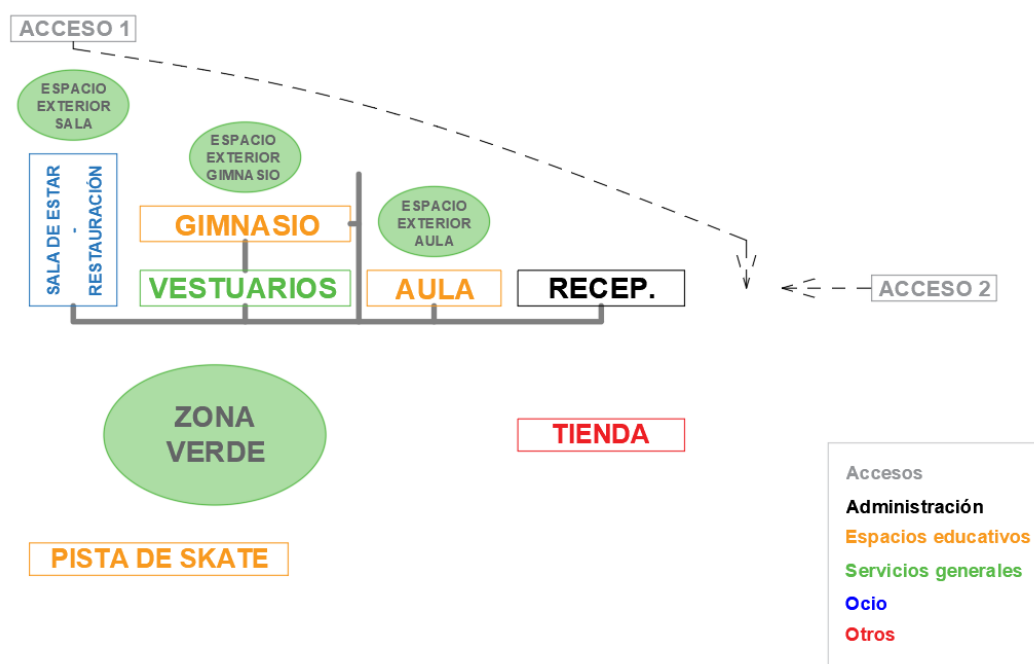 ACCESO 1
ESPACIO
EXTERIOR
SALA
ESPACIO
EXTERIOR
GIMNASIO
SALA DE ESTAR
-
RESTAURACIÓN
GIMNASIO
ESPACIO
EXTERIOR
AULA
VESTUARIOS
AULA
RECEP.
ACCESO 2
ZONA
VERDE
TIENDA
PISTA DE SKATE
Accesos
Administración
Espacios educativos
Servicios generales
Ocio
Otros